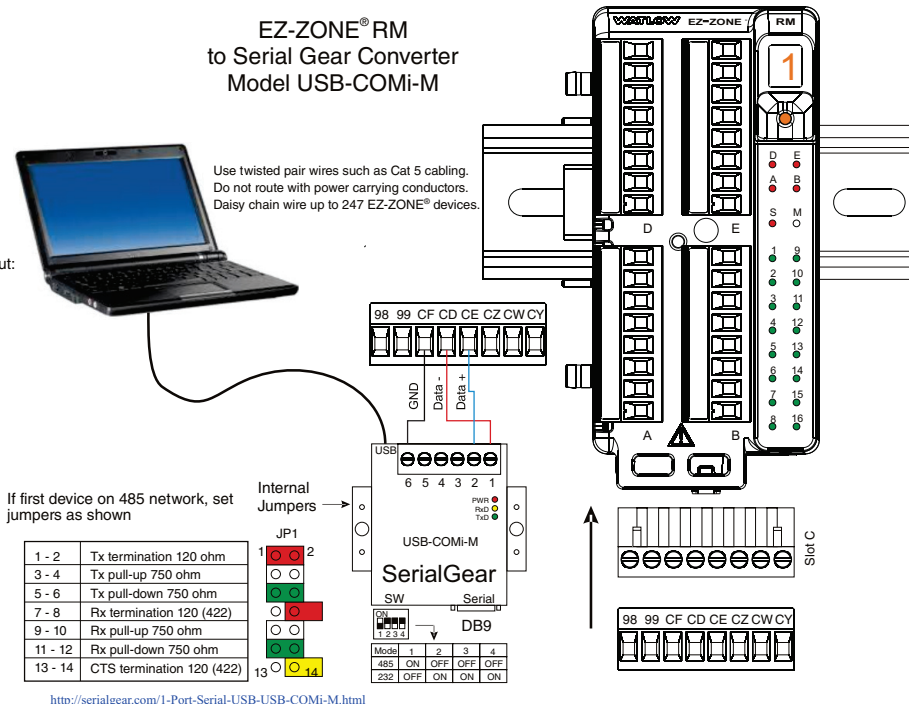 EZ-ZONE® RM
to Serial Gear Converter
Model USB-COMi-M
WATLOW EZ-ZONE RM
1
Use twisted pair wires such as Cat 5 cabling.
Do not route with power carrying conductors.
Daisy chain wire up to 247 EZ-ZONE® devices.
ut:
D E
A B
S M
1 9
2 10
3 11
4 12
5 13
6 14
7 15
8 16
D E
A B
98 99 CF CD CE CZ CW CY
GND
Data -
Data +
USB
6 5 4 3 2 1
PWR
RxD
TxD
USB-COMi-M
SerialGear
SW Serial
ON
1 2 3 4
DB9
Mode 1 2 3 4
485 ON OFF OFF OFF
232 OFF ON ON ON
If first device on 485 network, set
jumpers as shown
Internal
Jumpers
JP1
1 2
13 14
1 - 2 Tx termination 120 ohm
3 - 4 Tx pull-up 750 ohm
5 - 6 Tx pull-down 750 ohm
7 - 8 Rx termination 120 (422)
9 - 10 Rx pull-up 750 ohm
11 - 12 Rx pull-down 750 ohm
13 - 14 CTS termination 120 (422)
Slot C
98 99 CF CD CE CZ CW CY
http://serialgear.com/1-Port-Serial-USB-USB-COMi-M.html